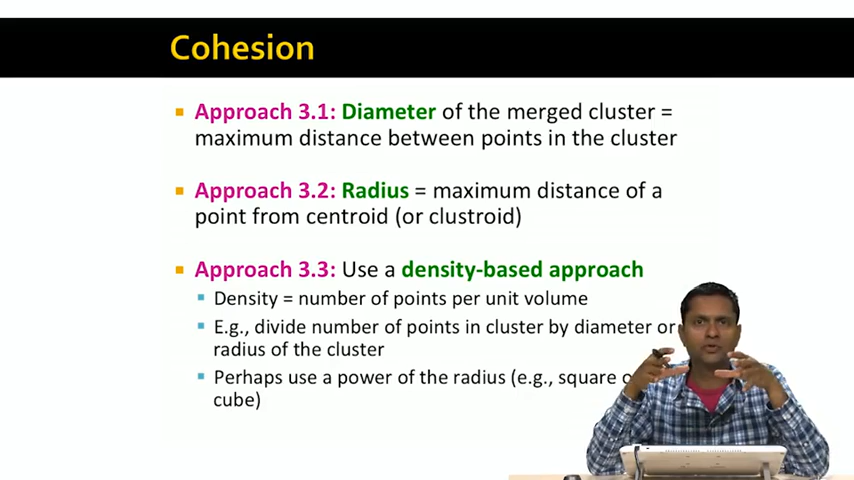 Cohesion
Approach 3.1: Diameter of the merged cluster =
maximum distance between points in the cluster
Approach 3.2: Radius = maximum distance of a
point from centroid (or clustroid)
Approach 3.3: Use a density-based approach
Density = number of points per unit volume
E.g., divide number of points in cluster by diameter or
radius of the cluster
Perhaps use a power of the radius (e.g., square
cube)